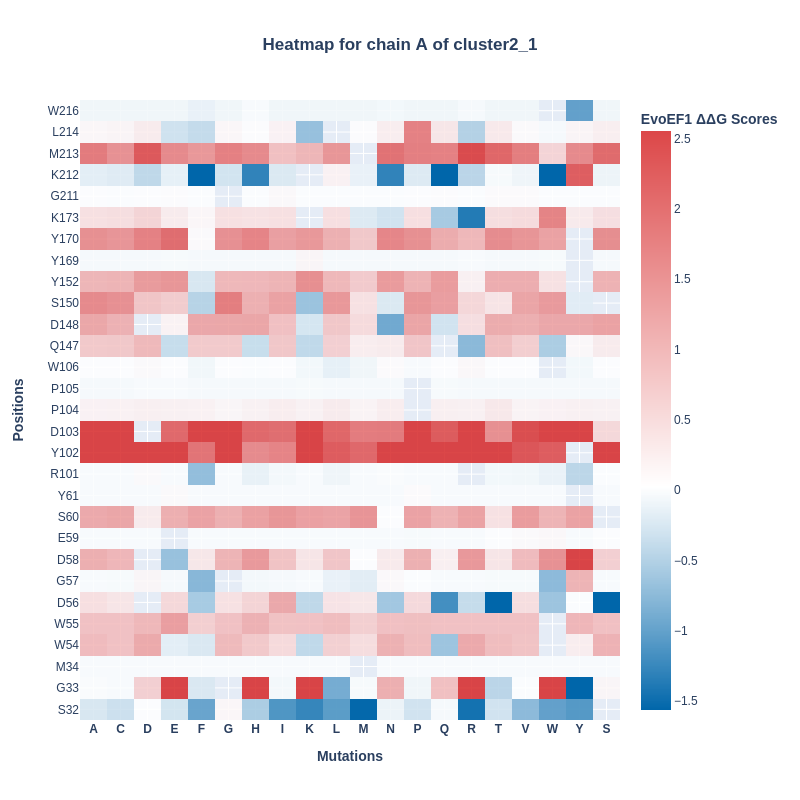 Heatmap for chain A of cluster2_1
EvoEF1 ΔΔG Scores
Positions
W216
L214
M213
K212
G211
K173
Y170
Y169
Y152
S150
D148
Q147
W106
P105
P104
D103
Y102
R101
Y61
S60
E59
D58
G57
D56
W55
W54
M34
G33
S32
A C D E F G H I K L M N P Q R T V W Y S
Mutations
2.5
2
1.5
1
0.5
0
−0.5
−1
−1.5